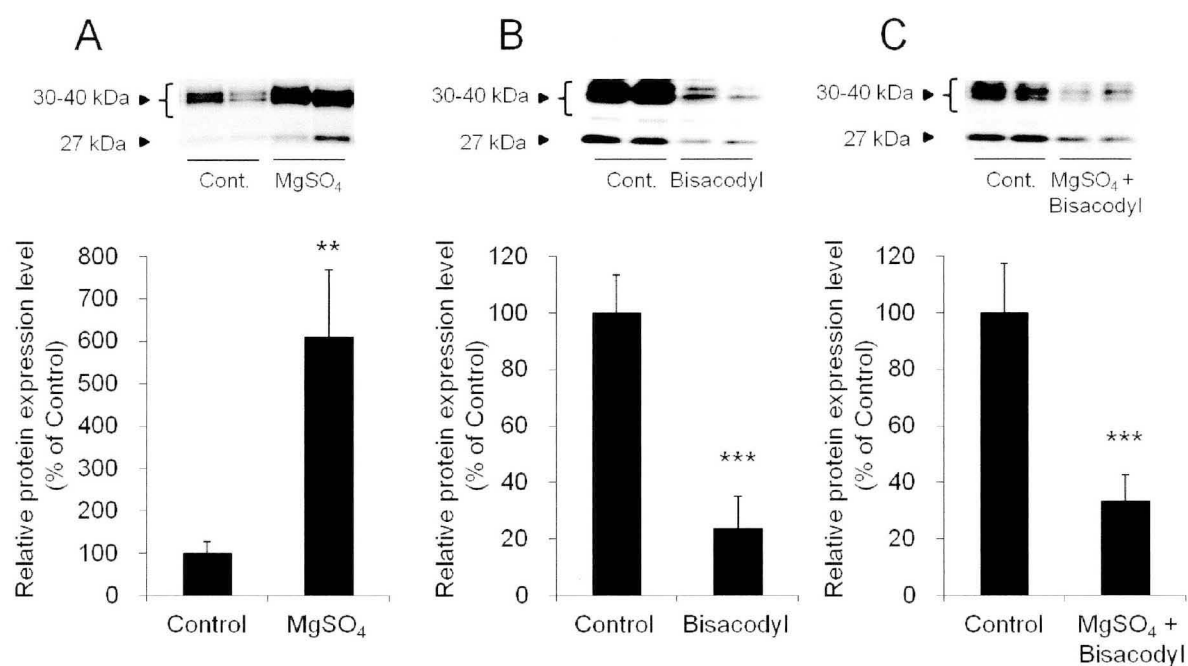 A
30-40 kDa
27 kDa
Cont. MgSO₄
Relative protein expression level
(% of Control)
800
700
600
500
400
300
200
100
0
**
Control MgSO₄
B
30-40 kDa
27 kDa
Cont. Bisacodyl
Relative protein expression level
(% of Control)
120
100
80
60
40
20
0
***
Control Bisacodyl
C
30-40 kDa
27 kDa
Cont. MgSO₄ +
Bisacodyl
Relative protein expression level
(% of Control)
120
100
80
60
40
20
0
***
Control MgSO₄ +
Bisacodyl